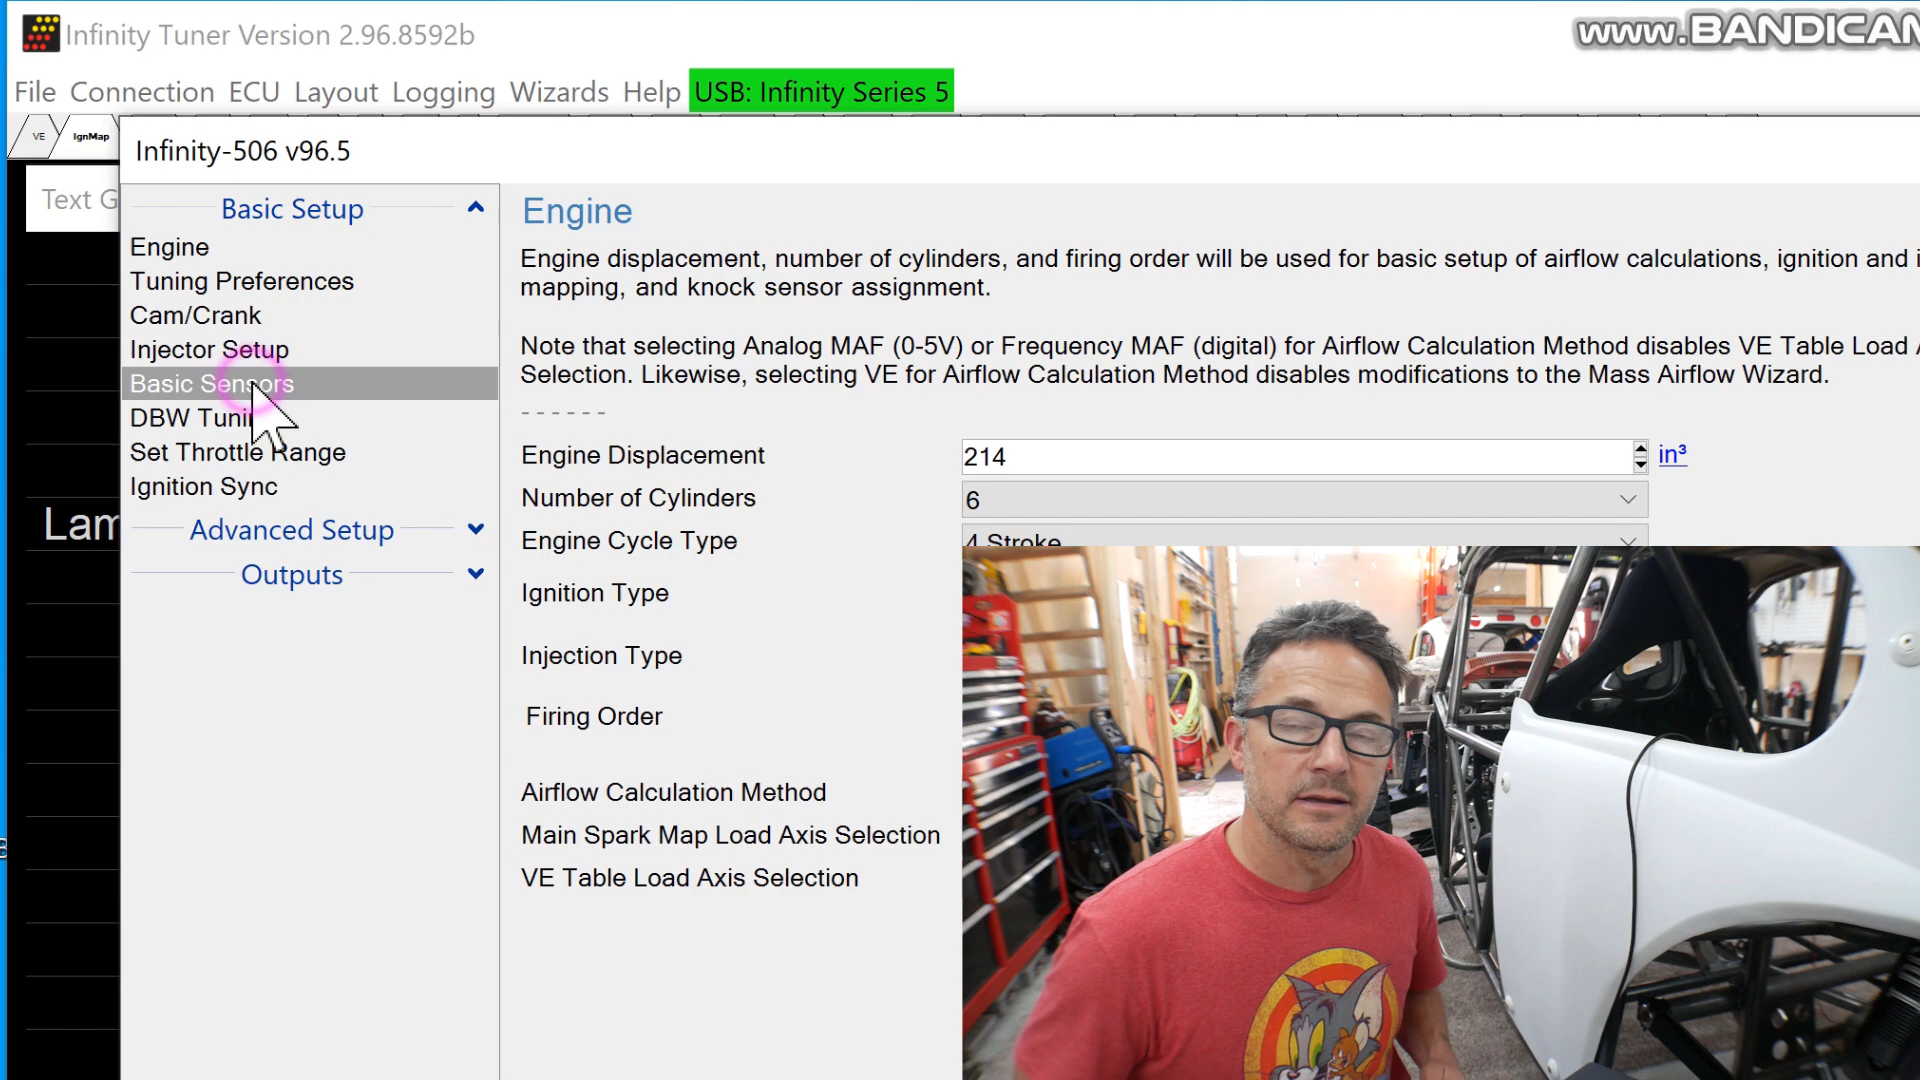 Infinity Tuner Version 2.96.8592b
www.BANDICAM
File Connection ECU Layout Logging Wizards Help USB: Infinity Series 5
VE IgnMap
Infinity-506 v96.5
Text G
Basic Setup
Engine
Tuning Preferences
Cam/Crank
Injector Setup
Basic Sensors
DBW Tunin
Set Throttle Range
Ignition Sync
Advanced Setup
Outputs
Lam
Engine
Engine displacement, number of cylinders, and firing order will be used for basic setup of airflow calculations, ignition and i
mapping, and knock sensor assignment.
Note that selecting Analog MAF (0-5V) or Frequency MAF (digital) for Airflow Calculation Method disables VE Table Load
Selection. Likewise, selecting VE for Airflow Calculation Method disables modifications to the Mass Airflow Wizard.
- - - - - -
Engine Displacement 214 in³
Number of Cylinders 6
Engine Cycle Type 4 Stroke
Ignition Type
Injection Type
Firing Order
Airflow Calculation Method
Main Spark Map Load Axis Selection
VE Table Load Axis Selection